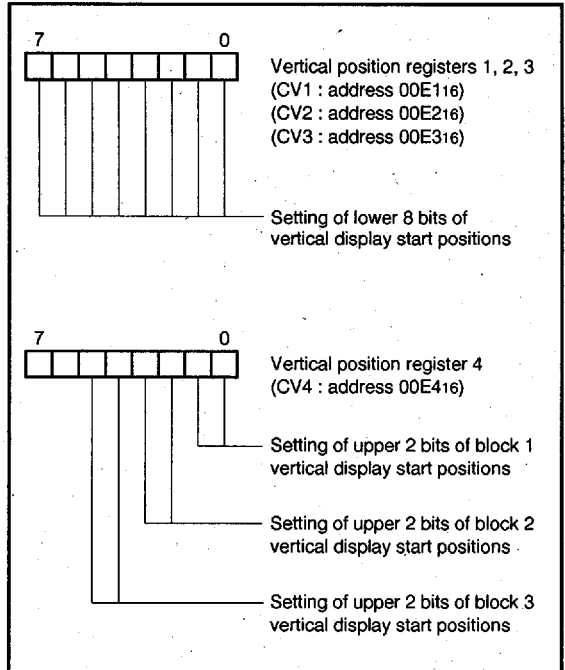 7 0
Vertical position registers 1, 2, 3
(CV1 : address 00E116)
(CV2 : address 00E216)
(CV3 : address 00E316)
Setting of lower 8 bits of
vertical display start positions
7 0
Vertical position register 4
(CV4 : address 00E416)
Setting of upper 2 bits of block 1
vertical display start positions
Setting of upper 2 bits of block 2
vertical display start positions
Setting of upper 2 bits of block 3
vertical display start positions